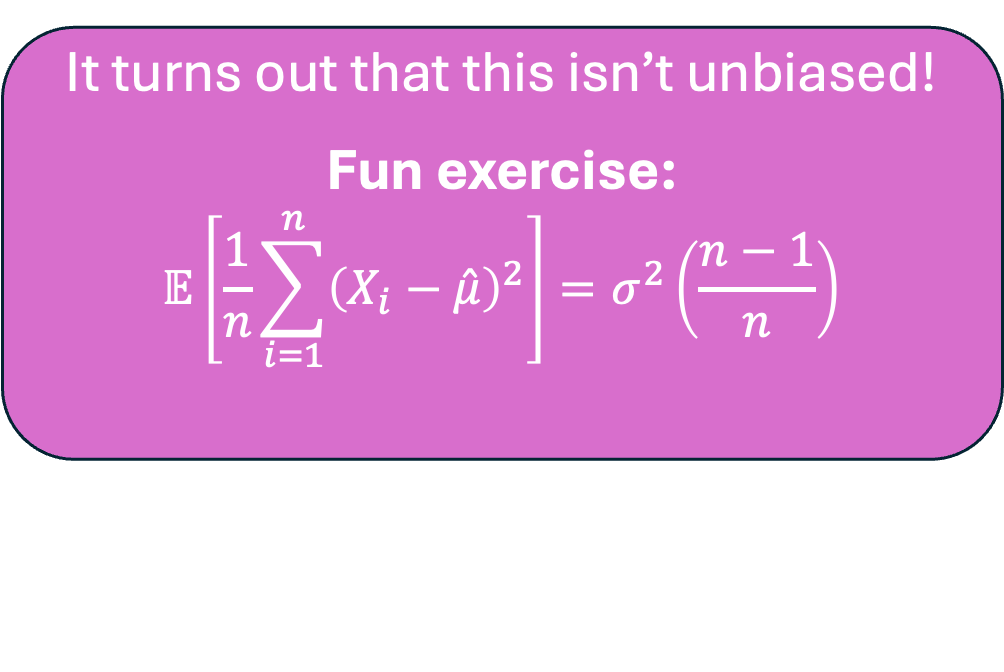 It turns out that this isn’t unbiased!
Fun exercise:
𝔼 [ 1/n ∑_{i=1}^{n} (X_i − μ̂)² ] = σ² ( (n − 1)/n )